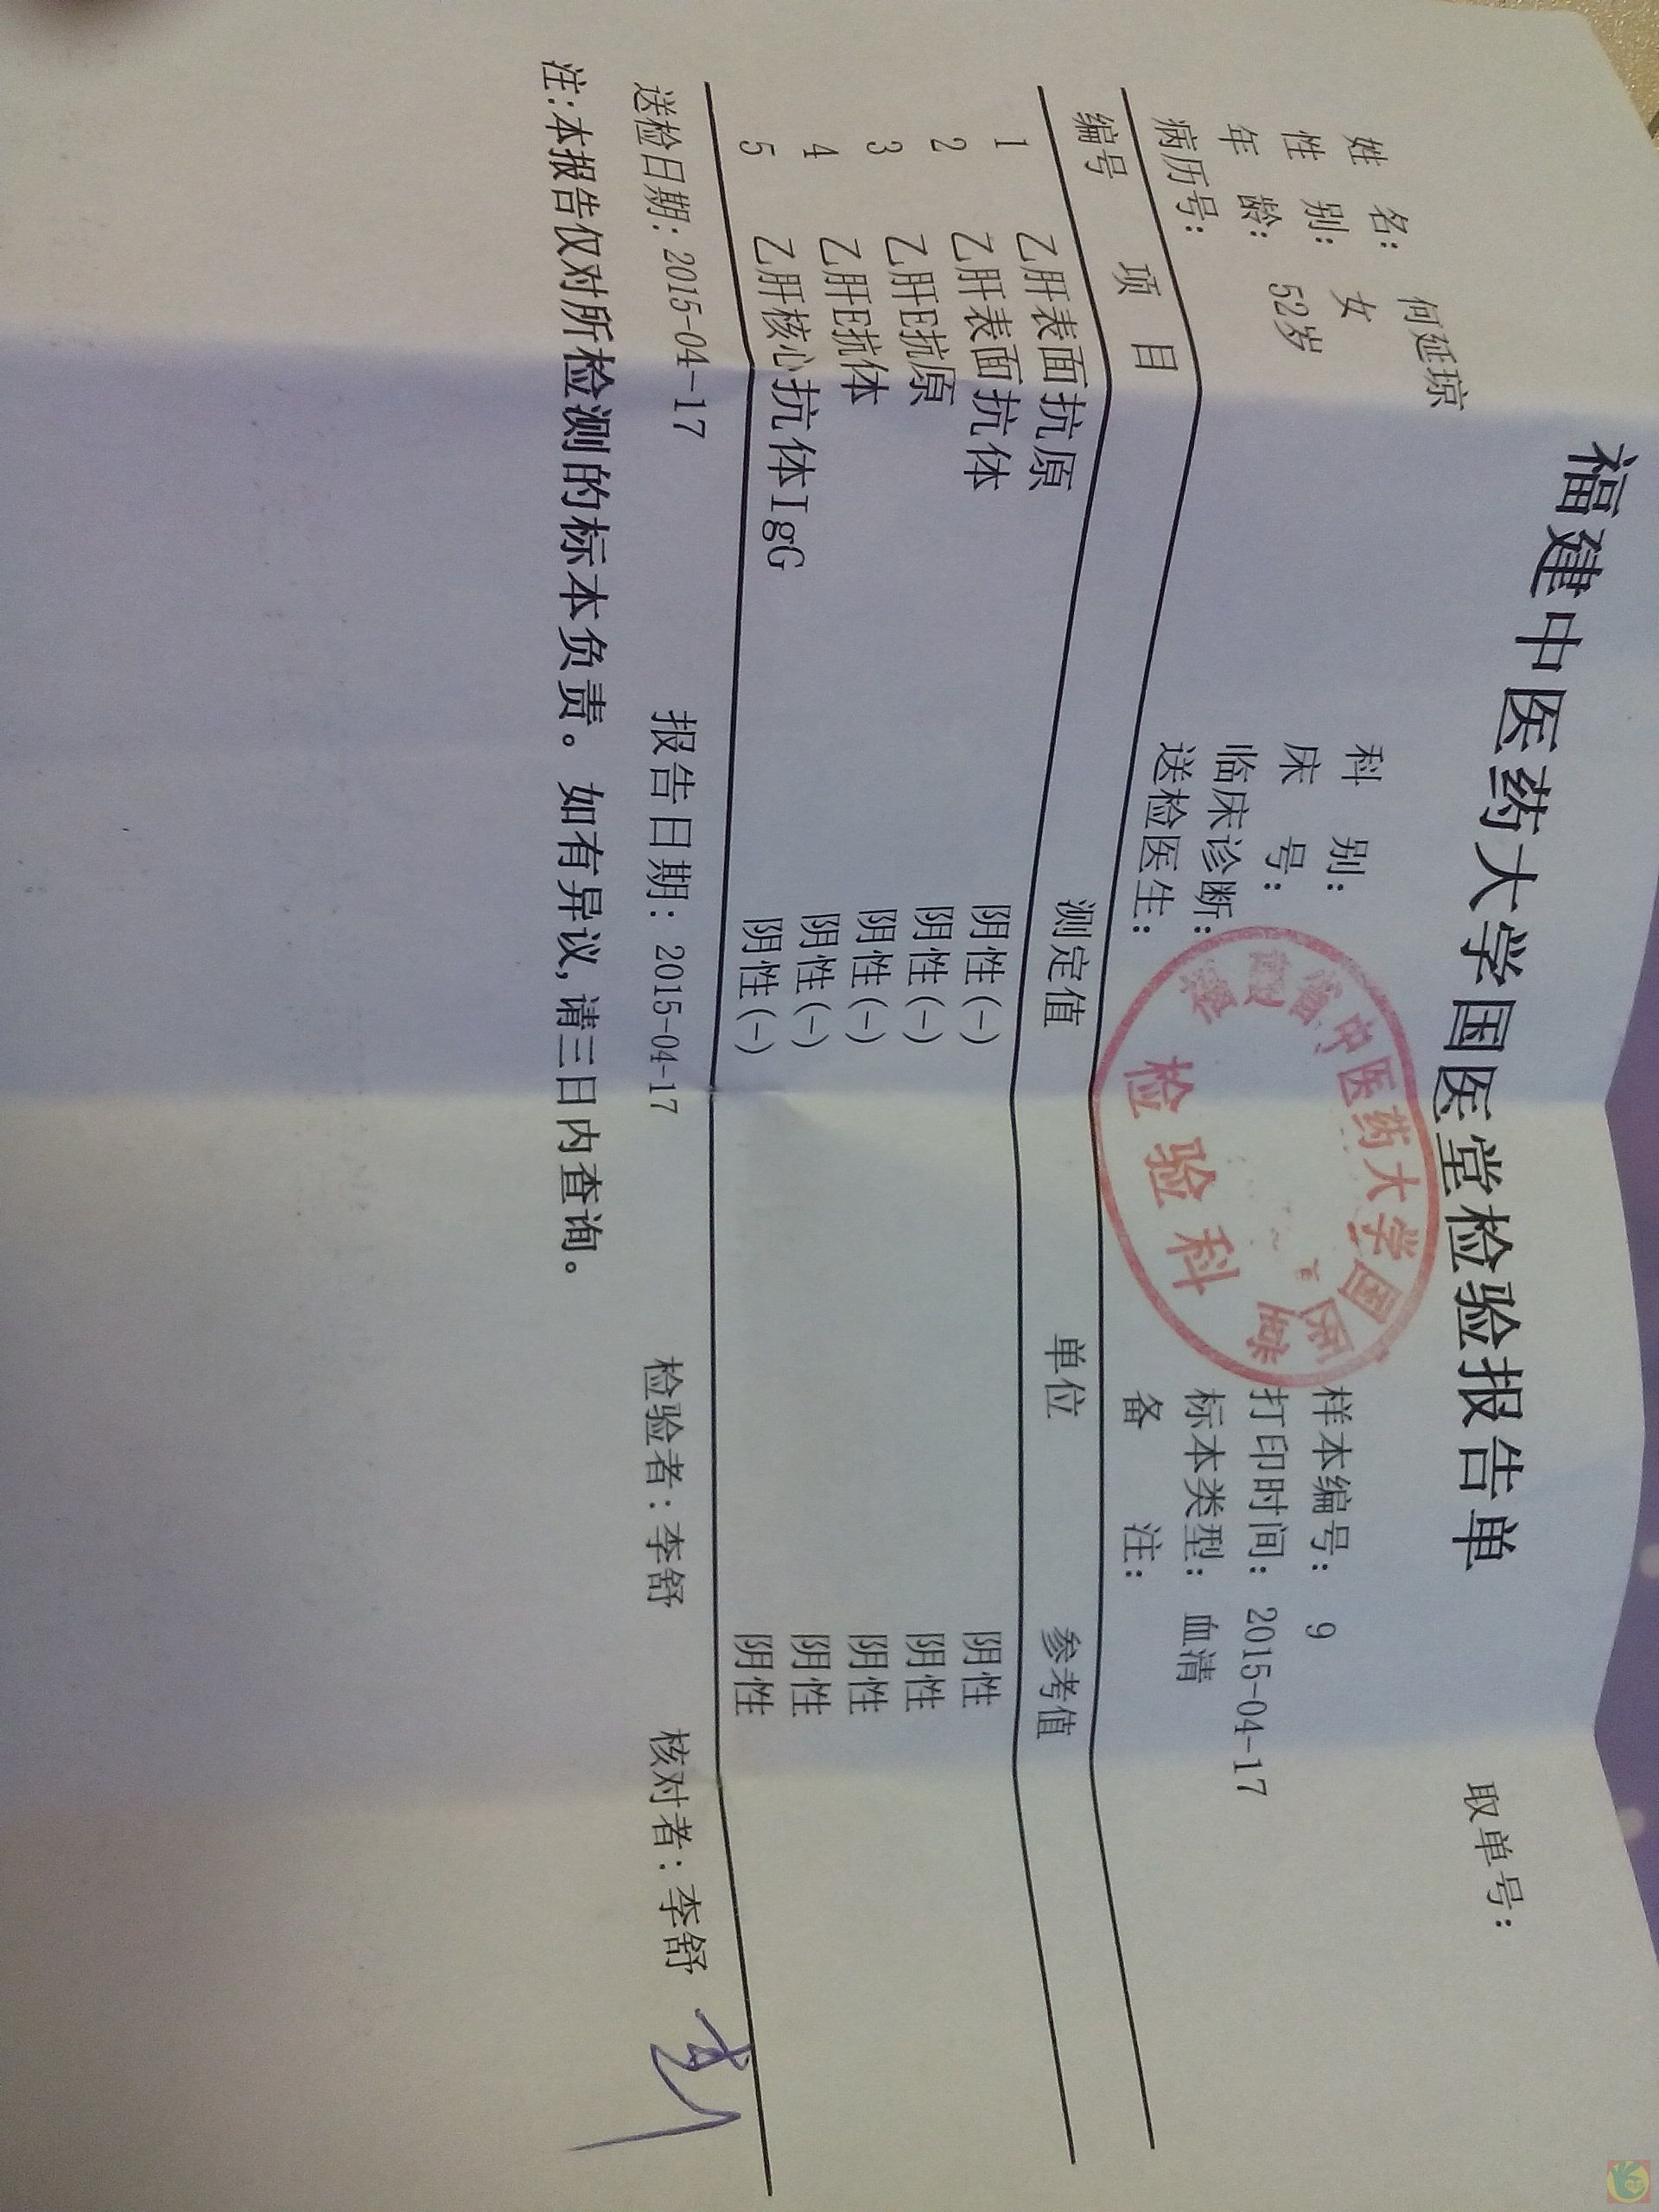 福建中医药大学国医堂检验报告单
取单号:
姓 名: 何延琼 科 别: 样本编号: 9
性 别: 女 床 号: 打印时间: 2015-04-17
年 龄: 52岁 临床诊断: 标本类型: 血清
病历号: 送检医生: 备 注:
福建省中医药大学国医堂
检验科
编号 项 目 测定值 单位 参考值
1 乙肝表面抗原 阴性(-) 阴性
2 乙肝表面抗体 阴性(-) 阴性
3 乙肝E抗原 阴性(-) 阴性
4 乙肝E抗体 阴性(-) 阴性
5 乙肝核心抗体IgG 阴性(-) 阴性
送检日期: 2015-04-17 报告日期: 2015-04-17 检验者: 李舒 核对者: 李舒
注:本报告仅对所检测的标本负责。如有异议,请三日内查询。